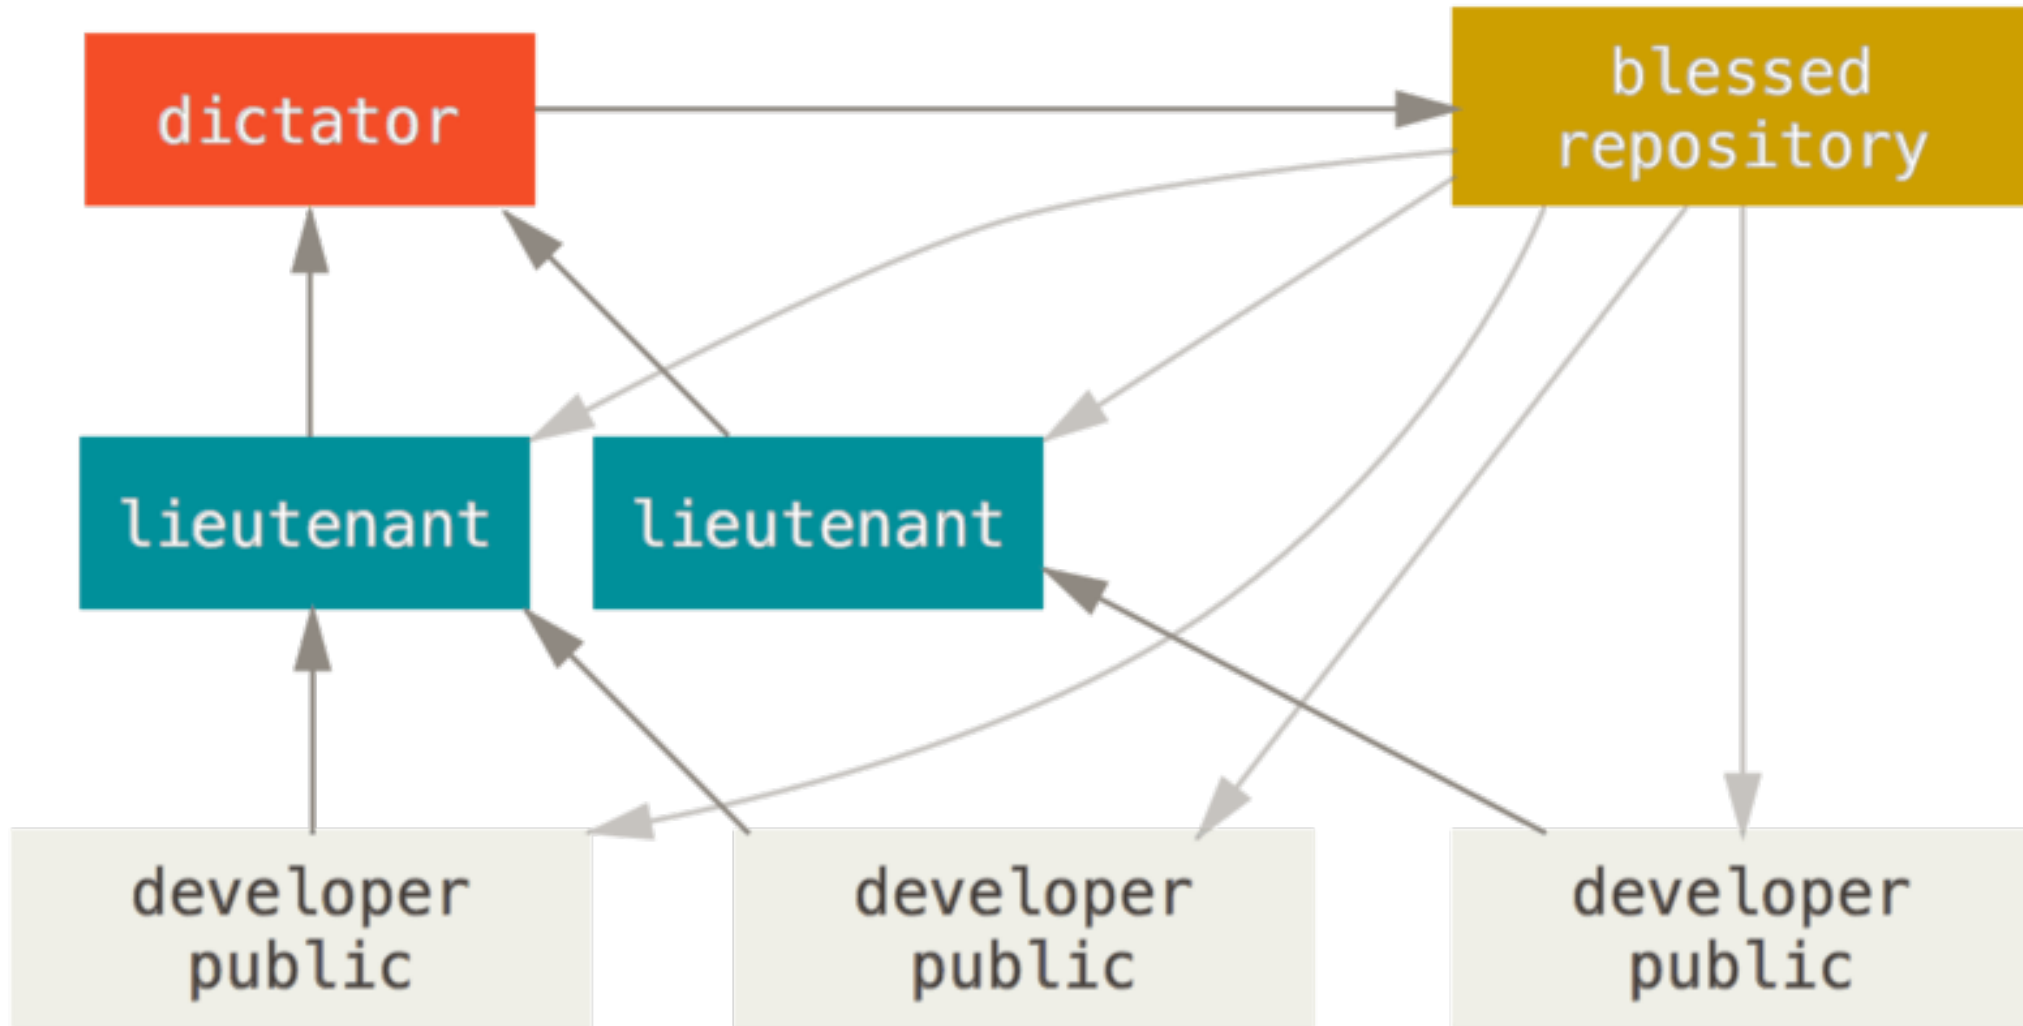 dictator
blessed
repository
lieutenant
lieutenant
developer
public
developer
public
developer
public